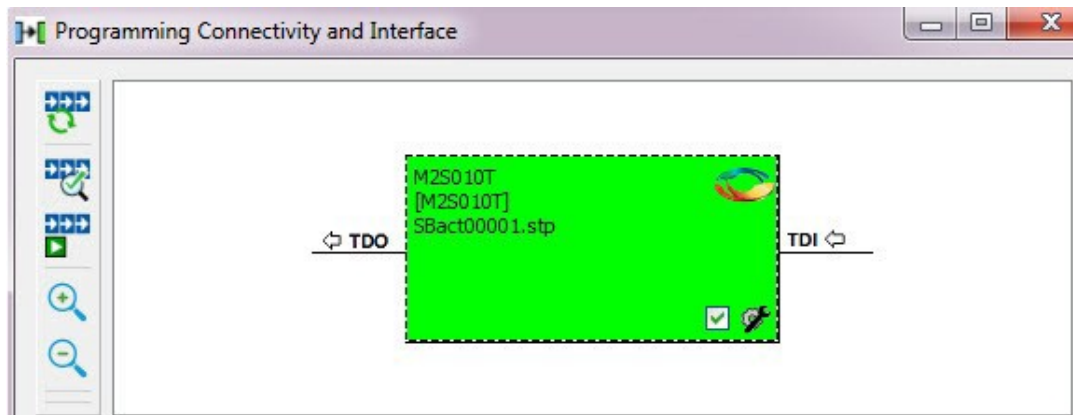 Programming Connectivity and Interface
M2S010T
[M2S010T]
SBact00001.stp
TDO
TDI